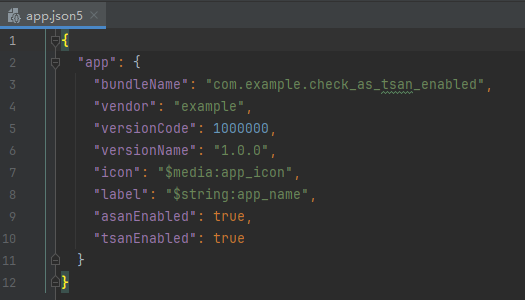 app.json5
1 {
2 "app": {
3 "bundleName": "com.example.check_as_tsan_enabled",
4 "vendor": "example",
5 "versionCode": 1000000,
6 "versionName": "1.0.0",
7 "icon": "$media:app_icon",
8 "label": "$string:app_name",
9 "asanEnabled": true,
10 "tsanEnabled": true
11 }
12 }